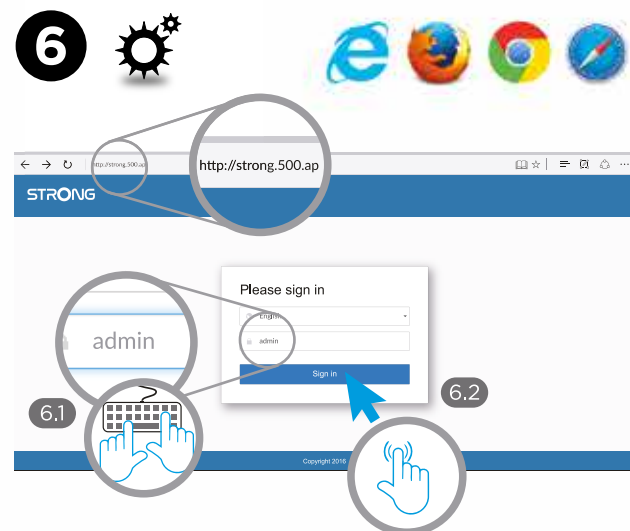 6
http://strong.500.ap
http://strong.500.ap
STRONG
Please sign in
English
admin
admin
Sign in
6.1
6.2
Copyright 2016